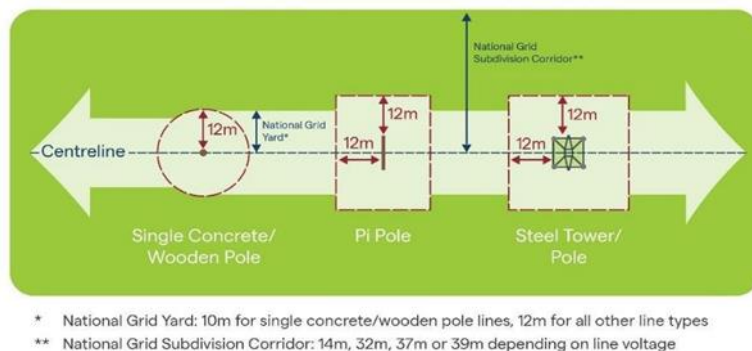 National Grid
Subdivision Corridor**
12m
National Grid
Yard*
12m
12m
12m
12m
Centreline
Single Concrete/
Wooden Pole
Pi Pole
Steel Tower/
Pole
* National Grid Yard: 10m for single concrete/wooden pole lines, 12m for all other line types
** National Grid Subdivision Corridor: 14m, 32m, 37m or 39m depending on line voltage